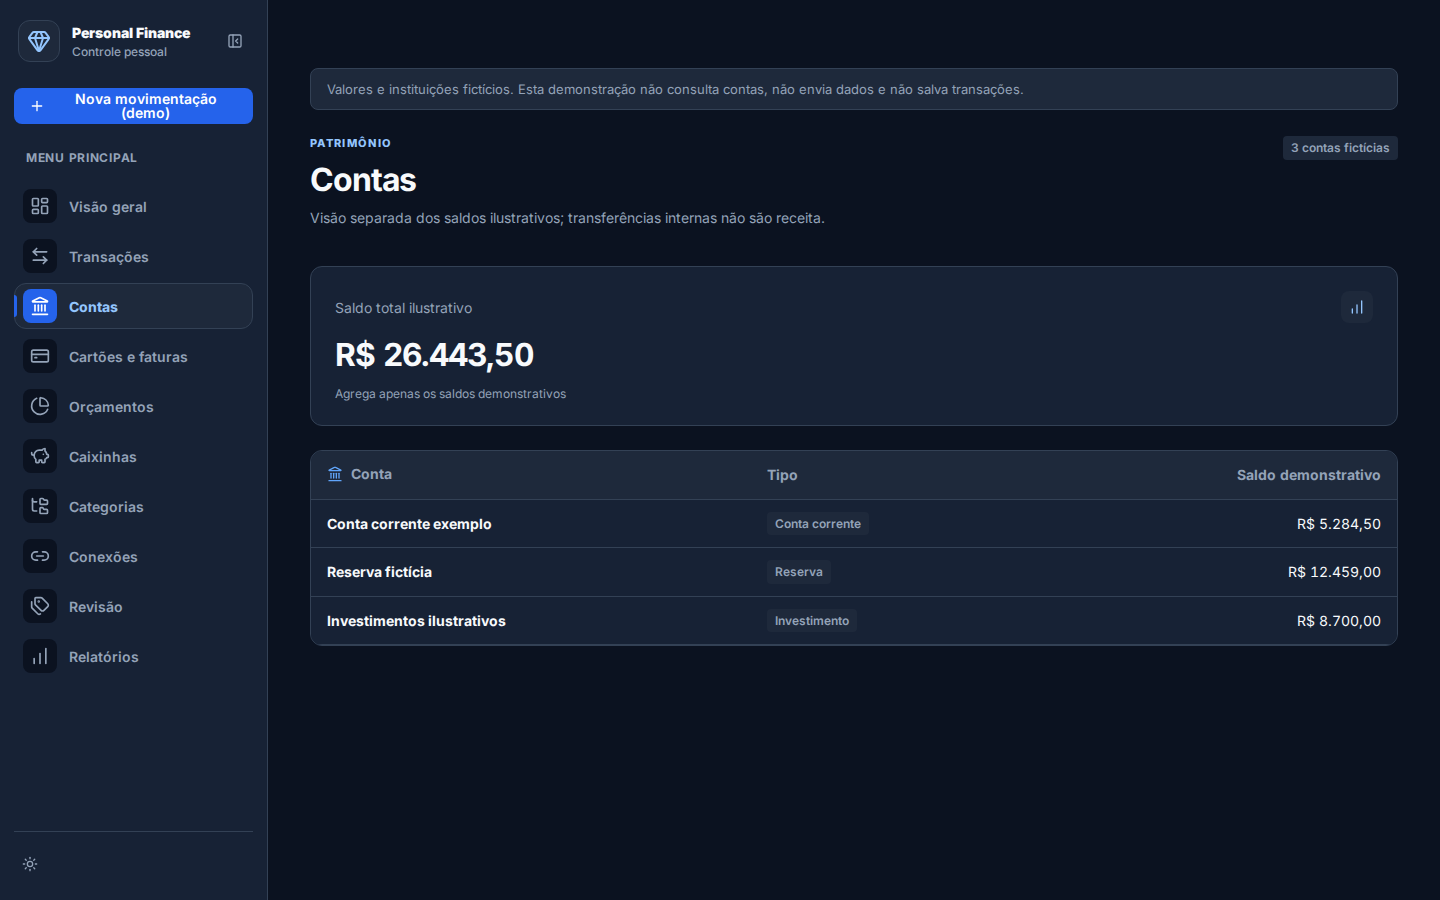 Personal Finance
Controle pessoal
Nova movimentação
(demo)
MENU PRINCIPAL
Visão geral
Transações
Contas
Cartões e faturas
Orçamentos
Caixinhas
Categorias
Conexões
Revisão
Relatórios
Valores e instituições fictícios. Esta demonstração não consulta contas, não envia dados e não salva transações.
PATRIMÔNIO
3 contas fictícias
Contas
Visão separada dos saldos ilustrativos; transferências internas não são receita.
Saldo total ilustrativo
R$ 26.443,50
Agrega apenas os saldos demonstrativos
Conta Tipo Saldo demonstrativo
Conta corrente exemplo Conta corrente R$ 5.284,50
Reserva fictícia Reserva R$ 12.459,00
Investimentos ilustrativos Investimento R$ 8.700,00